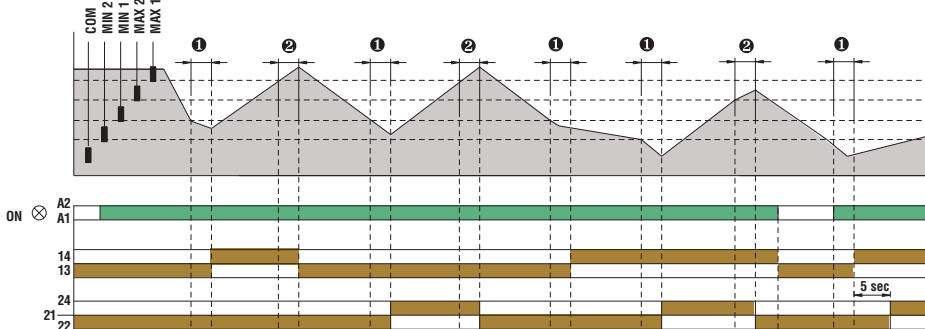 COM
MIN 2
MIN 1
MAX 2
MAX 1
❶ ❷ ❶ ❷ ❶ ❶ ❷ ❶
A2
ON A1
14
13
24
5 sec
21
22